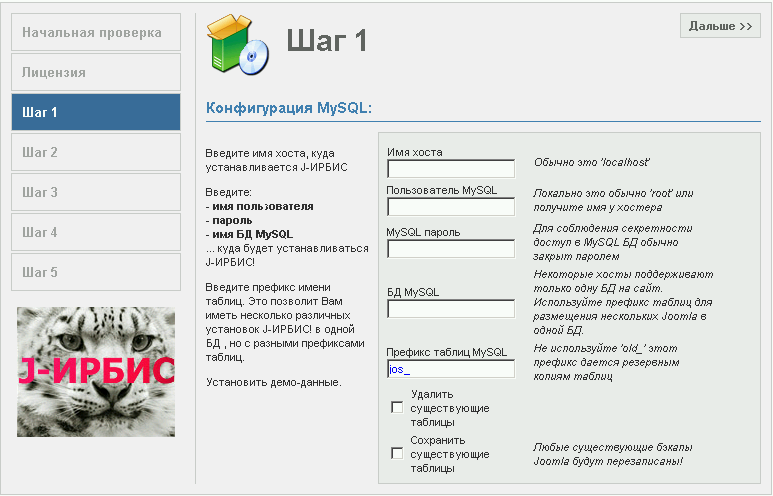 Начальная проверка
Лицензия
Шаг 1
Шаг 2
Шаг 3
Шаг 4
Шаг 5
J-ИРБИС
Шаг 1
Дальше >>
Конфигурация MySQL:
Введите имя хоста, куда
устанавливается J-ИРБИС
Введите:
- имя пользователя
- пароль
- имя БД MySQL
... куда будет устанавливаться
J-ИРБИС!
Введите префикс имени
таблиц. Это позволит Вам
иметь несколько различных
установок J-ИРБИС! в одной
БД , но с разными префиксами
таблиц.
Установить демо-данные.
Имя хоста
Обычно это 'localhost'
Пользователь MySQL
Локально это обычно 'root' или
получите имя у хостера
MySQL пароль
Для соблюдения секретности
доступ в MySQL БД обычно
закрыт паролем
БД MySQL
Некоторые хосты поддерживают
только одну БД на сайт.
Используйте префикс таблиц для
размещения нескольких Joomla в
одной БД.
Префикс таблиц MySQL
jos_
Не используйте 'old_' этот
префикс дается резервным
копиям таблиц
Удалить
существующие
таблицы
Сохранить
существующие
таблицы
Любые существующие бэкапы
Joomla будут перезаписаны!